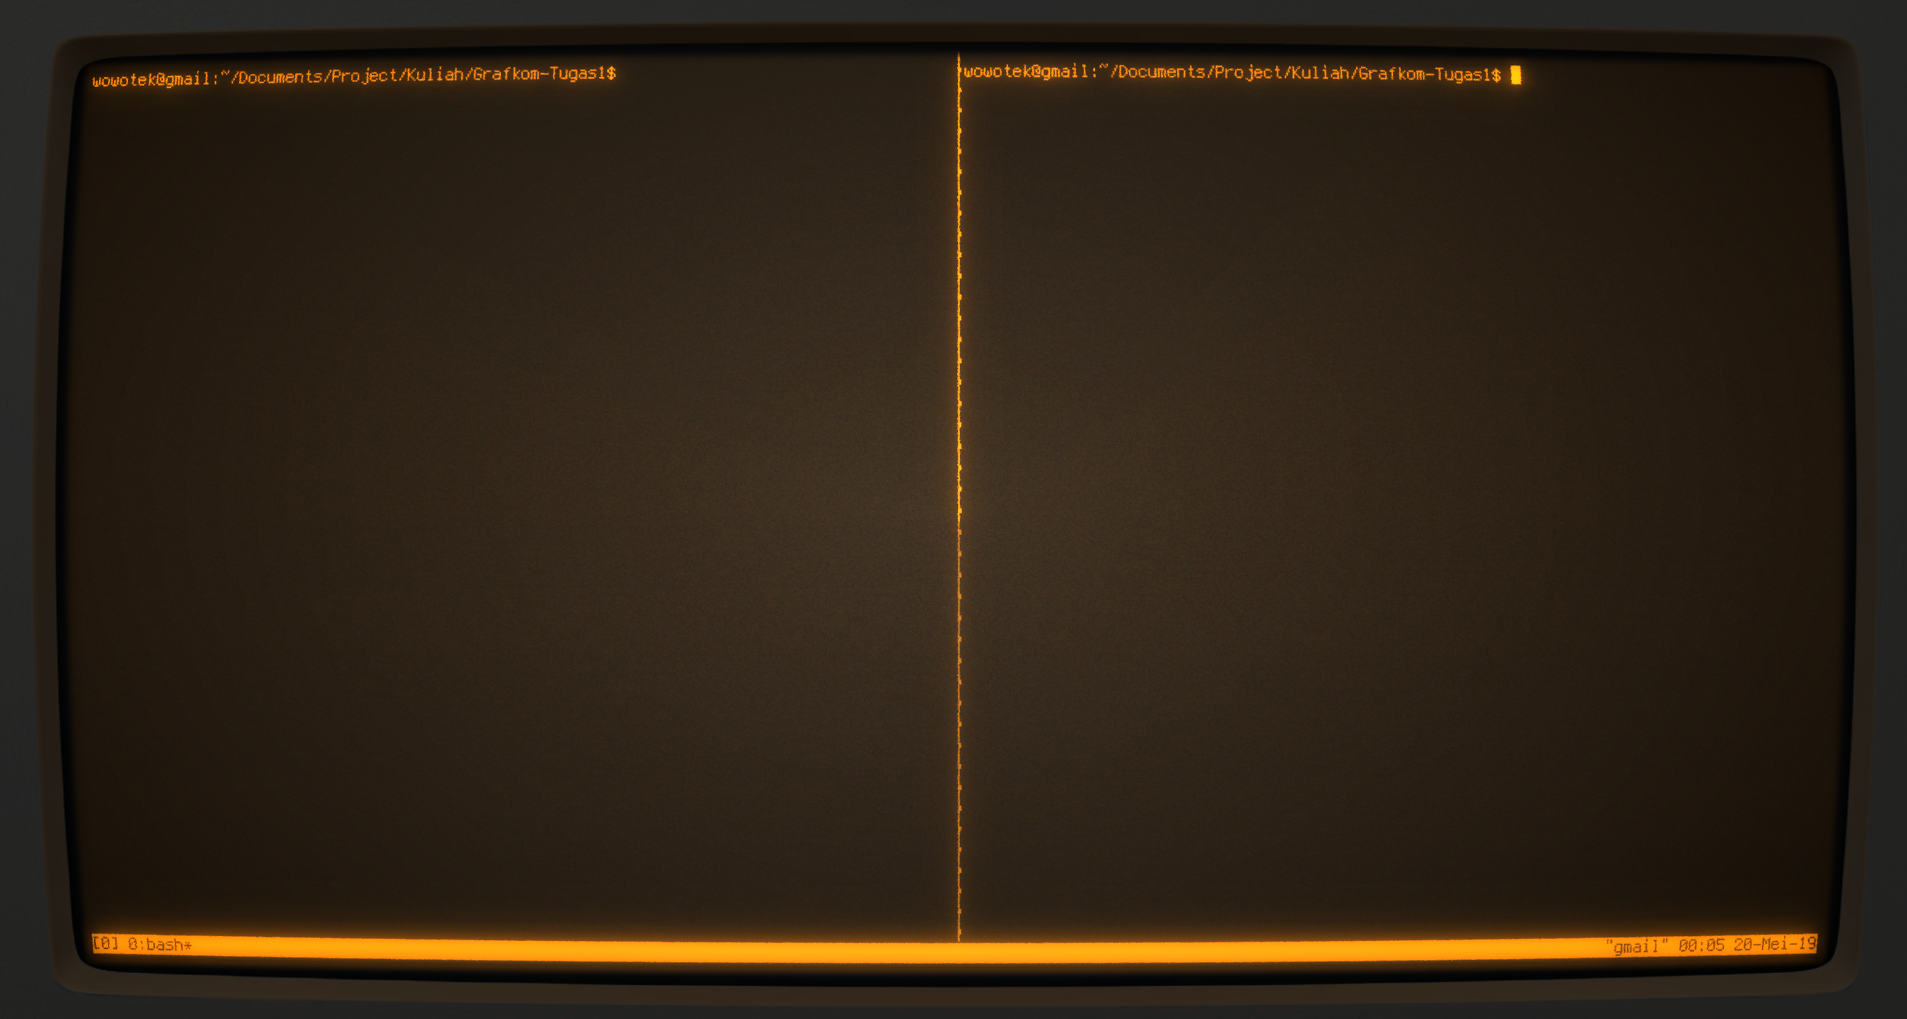 wowotek@gmail:~/Documents/Project/Kuliah/Grafkom-Tugas1$
wowotek@gmail:~/Documents/Project/Kuliah/Grafkom-Tugas1$
[0] 0:bash*
"gmail" 00:05 20-Mei-19